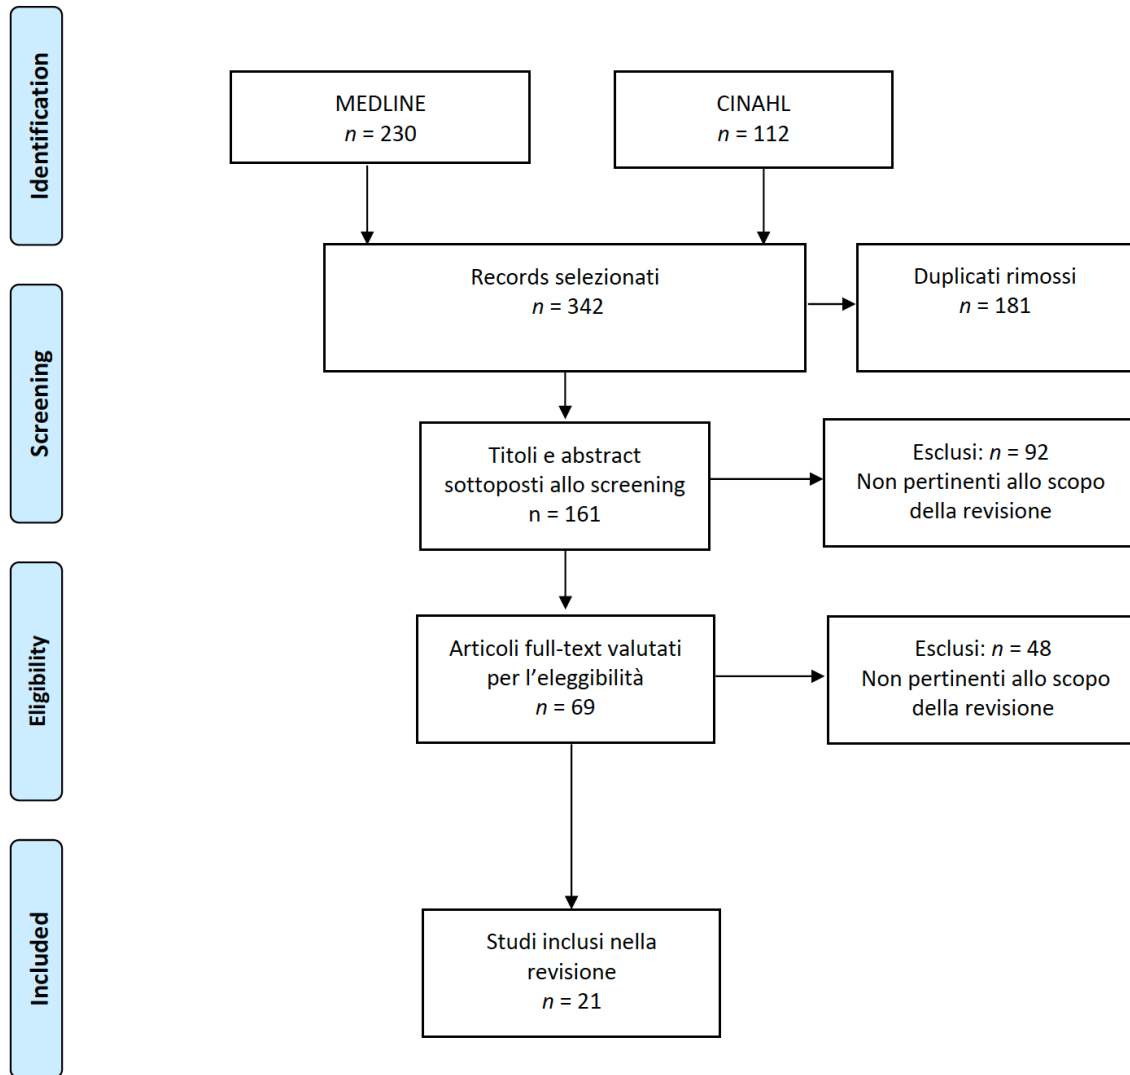 Identification
MEDLINE
n = 230
CINAHL
n = 112
Records selezionati
n = 342
Duplicati rimossi
n = 181
Screening
Titoli e abstract
sottoposti allo screening
n = 161
Esclusi: n = 92
Non pertinenti allo scopo
della revisione
Eligibility
Articoli full-text valutati
per l’eleggibilità
n = 69
Esclusi: n = 48
Non pertinenti allo scopo
della revisione
Included
Studi inclusi nella
revisione
n = 21